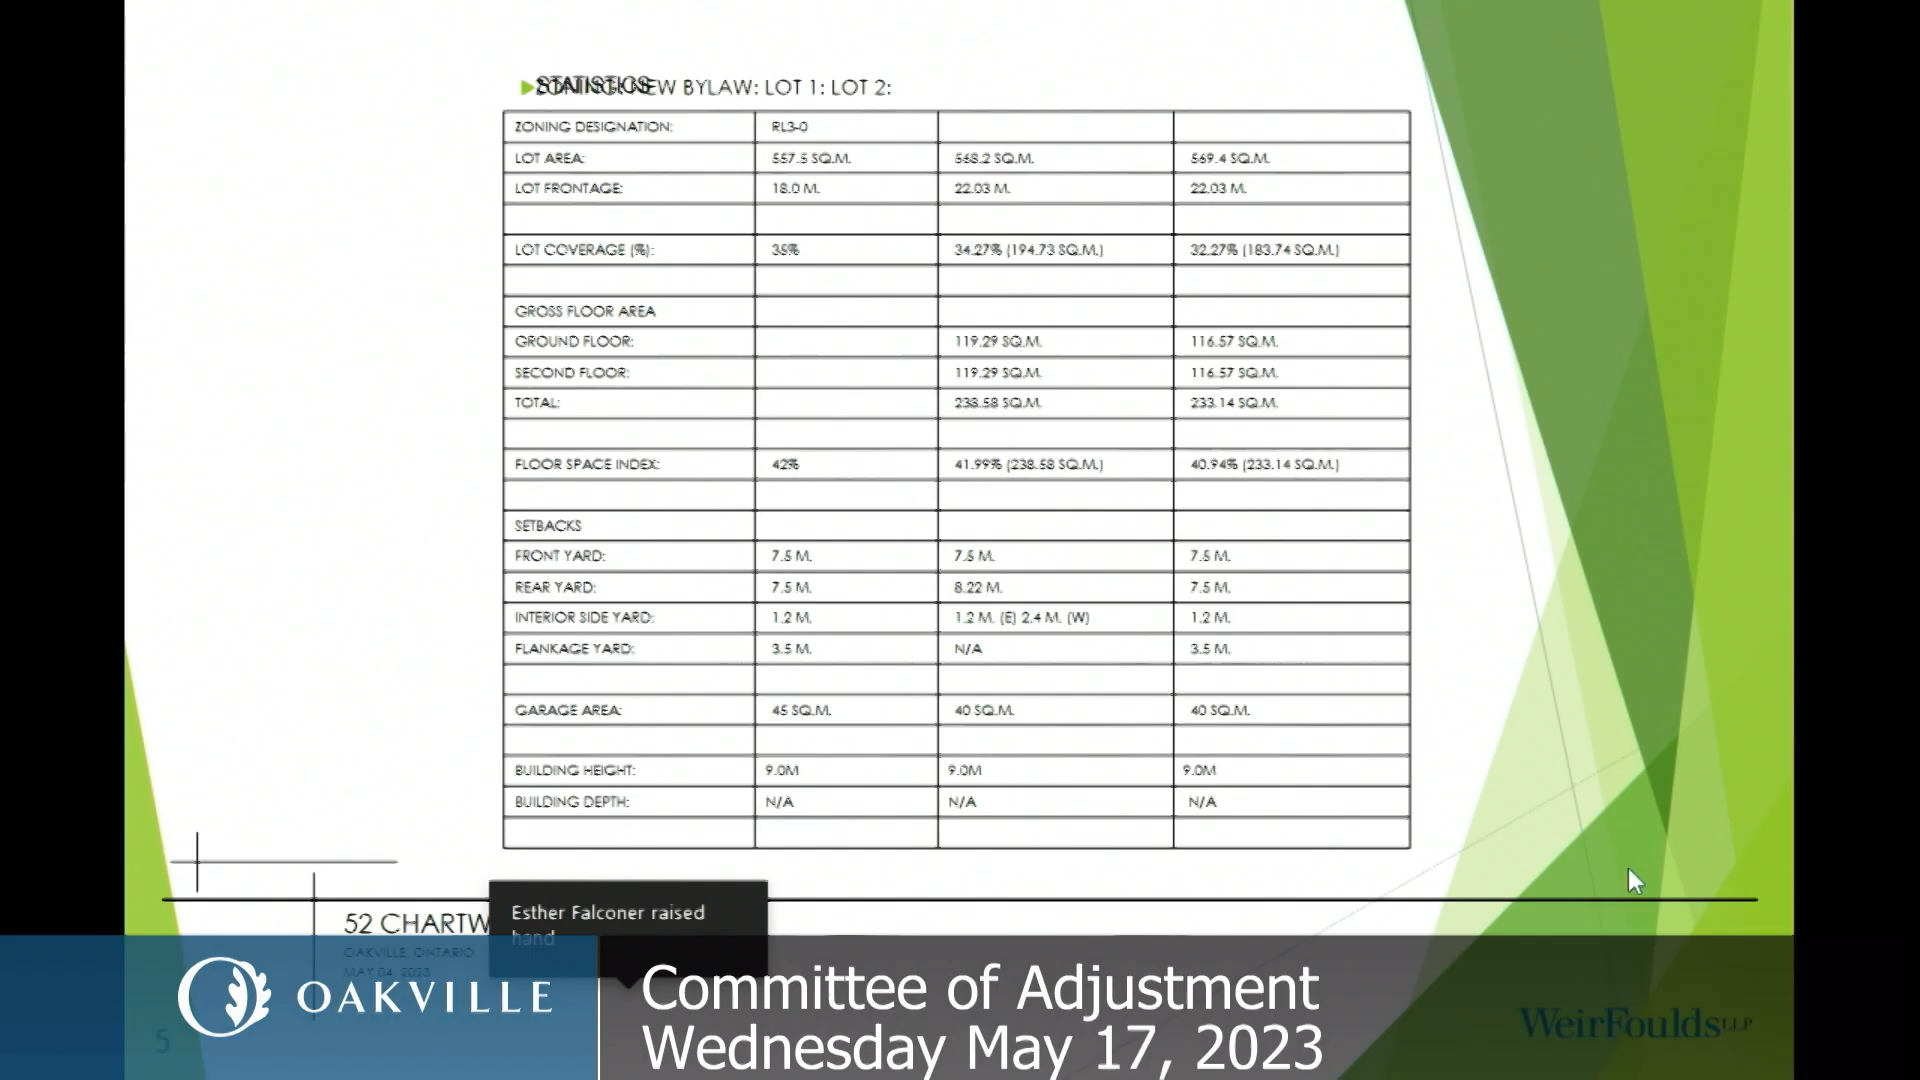 STATISTICS
ZONING: NEW BYLAW: LOT 1: LOT 2:
ZONING DESIGNATION: RL3-0
LOT AREA: 557.5 SQ.M. 568.2 SQ.M. 569.4 SQ.M.
LOT FRONTAGE: 18.0 M. 22.03 M. 22.03 M.
LOT COVERAGE (%): 35% 34.27% (194.73 SQ.M.) 32.27% (183.74 SQ.M.)
GROSS FLOOR AREA
GROUND FLOOR: 119.29 SQ.M. 116.57 SQ.M.
SECOND FLOOR: 119.29 SQ.M. 116.57 SQ.M.
TOTAL: 238.58 SQ.M. 233.14 SQ.M.
FLOOR SPACE INDEX: 42% 41.99% (238.58 SQ.M.) 40.94% (233.14 SQ.M.)
SETBACKS
FRONT YARD: 7.5 M. 7.5 M. 7.5 M.
REAR YARD: 7.5 M. 8.22 M. 7.5 M.
INTERIOR SIDE YARD: 1.2 M. 1.2 M. (E) 2.4 M. (W) 1.2 M.
FLANKAGE YARD: 3.5 M. N/A 3.5 M.
GARAGE AREA: 45 SQ.M. 40 SQ.M. 40 SQ.M.
BUILDING HEIGHT: 9.0M 9.0M 9.0M
BUILDING DEPTH: N/A N/A N/A
52 CHARTW
OAKVILLE, ONTARIO
MAY 04, 2023
Esther Falconer raised
hand
OAKVILLE
Committee of Adjustment
Wednesday May 17, 2023
WeirFoulds LLP
5